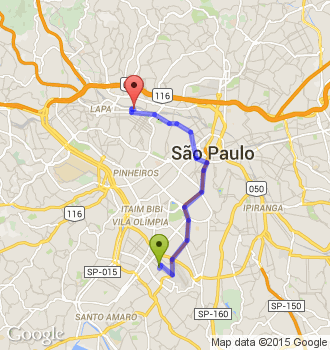 116
LAPA
São Paulo
PINHEIROS
050
ITAIM BIBI
VILA OLÍMPIA
IPIRANGA
116
SP-015
SP-150
SANTO AMARO
SP-160
Google
Map data ©2015 Google